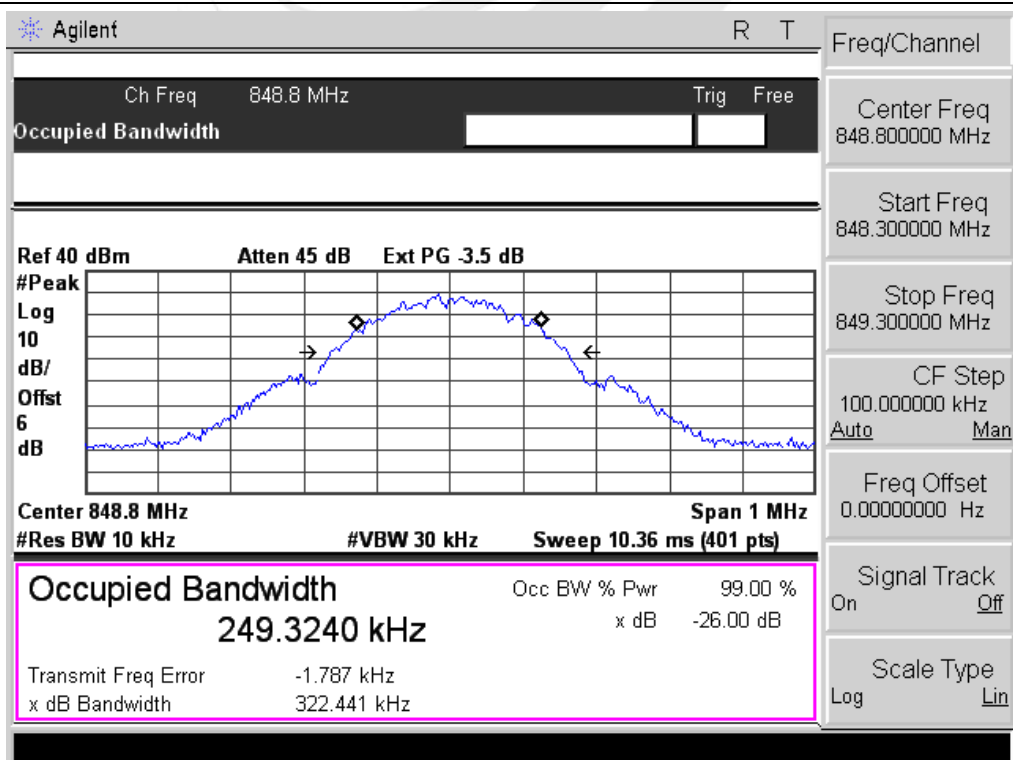 Agilent R T
Ch Freq 848.8 MHz Trig Free
Occupied Bandwidth
Ref 40 dBm Atten 45 dB Ext PG -3.5 dB
#Peak
Log
10
dB/
Offst
6
dB
Center 848.8 MHz Span 1 MHz
#Res BW 10 kHz #VBW 30 kHz Sweep 10.36 ms (401 pts)
Occupied Bandwidth Occ BW % Pwr 99.00 %
249.3240 kHz x dB -26.00 dB
Transmit Freq Error -1.787 kHz
x dB Bandwidth 322.441 kHz
Freq/Channel
Center Freq
848.800000 MHz
Start Freq
848.300000 MHz
Stop Freq
849.300000 MHz
CF Step
100.000000 kHz
Auto Man
Freq Offset
0.00000000 Hz
Signal Track
On Off
Scale Type
Log Lin